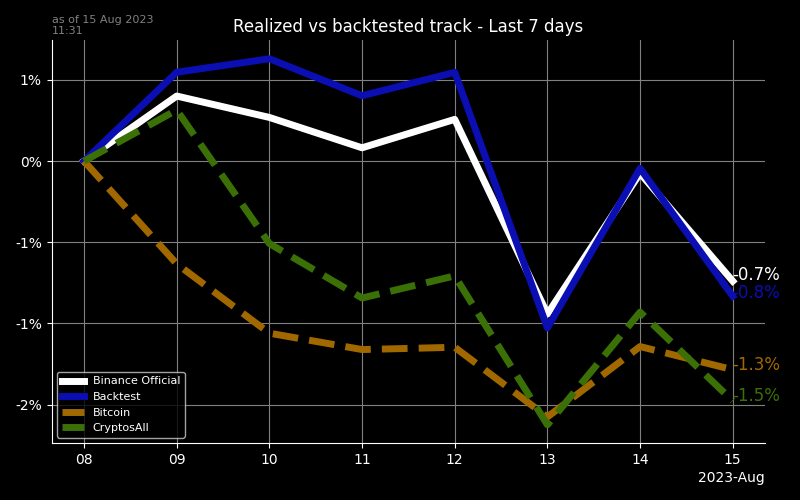 as of 15 Aug 2023
11:31
Realized vs backtested track - Last 7 days
1%
0%
-1%
-1%
-2%
-0.7%
-0.8%
-1.3%
-1.5%
Binance Official
Backtest
Bitcoin
CryptosAll
08 09 10 11 12 13 14 15
2023-Aug